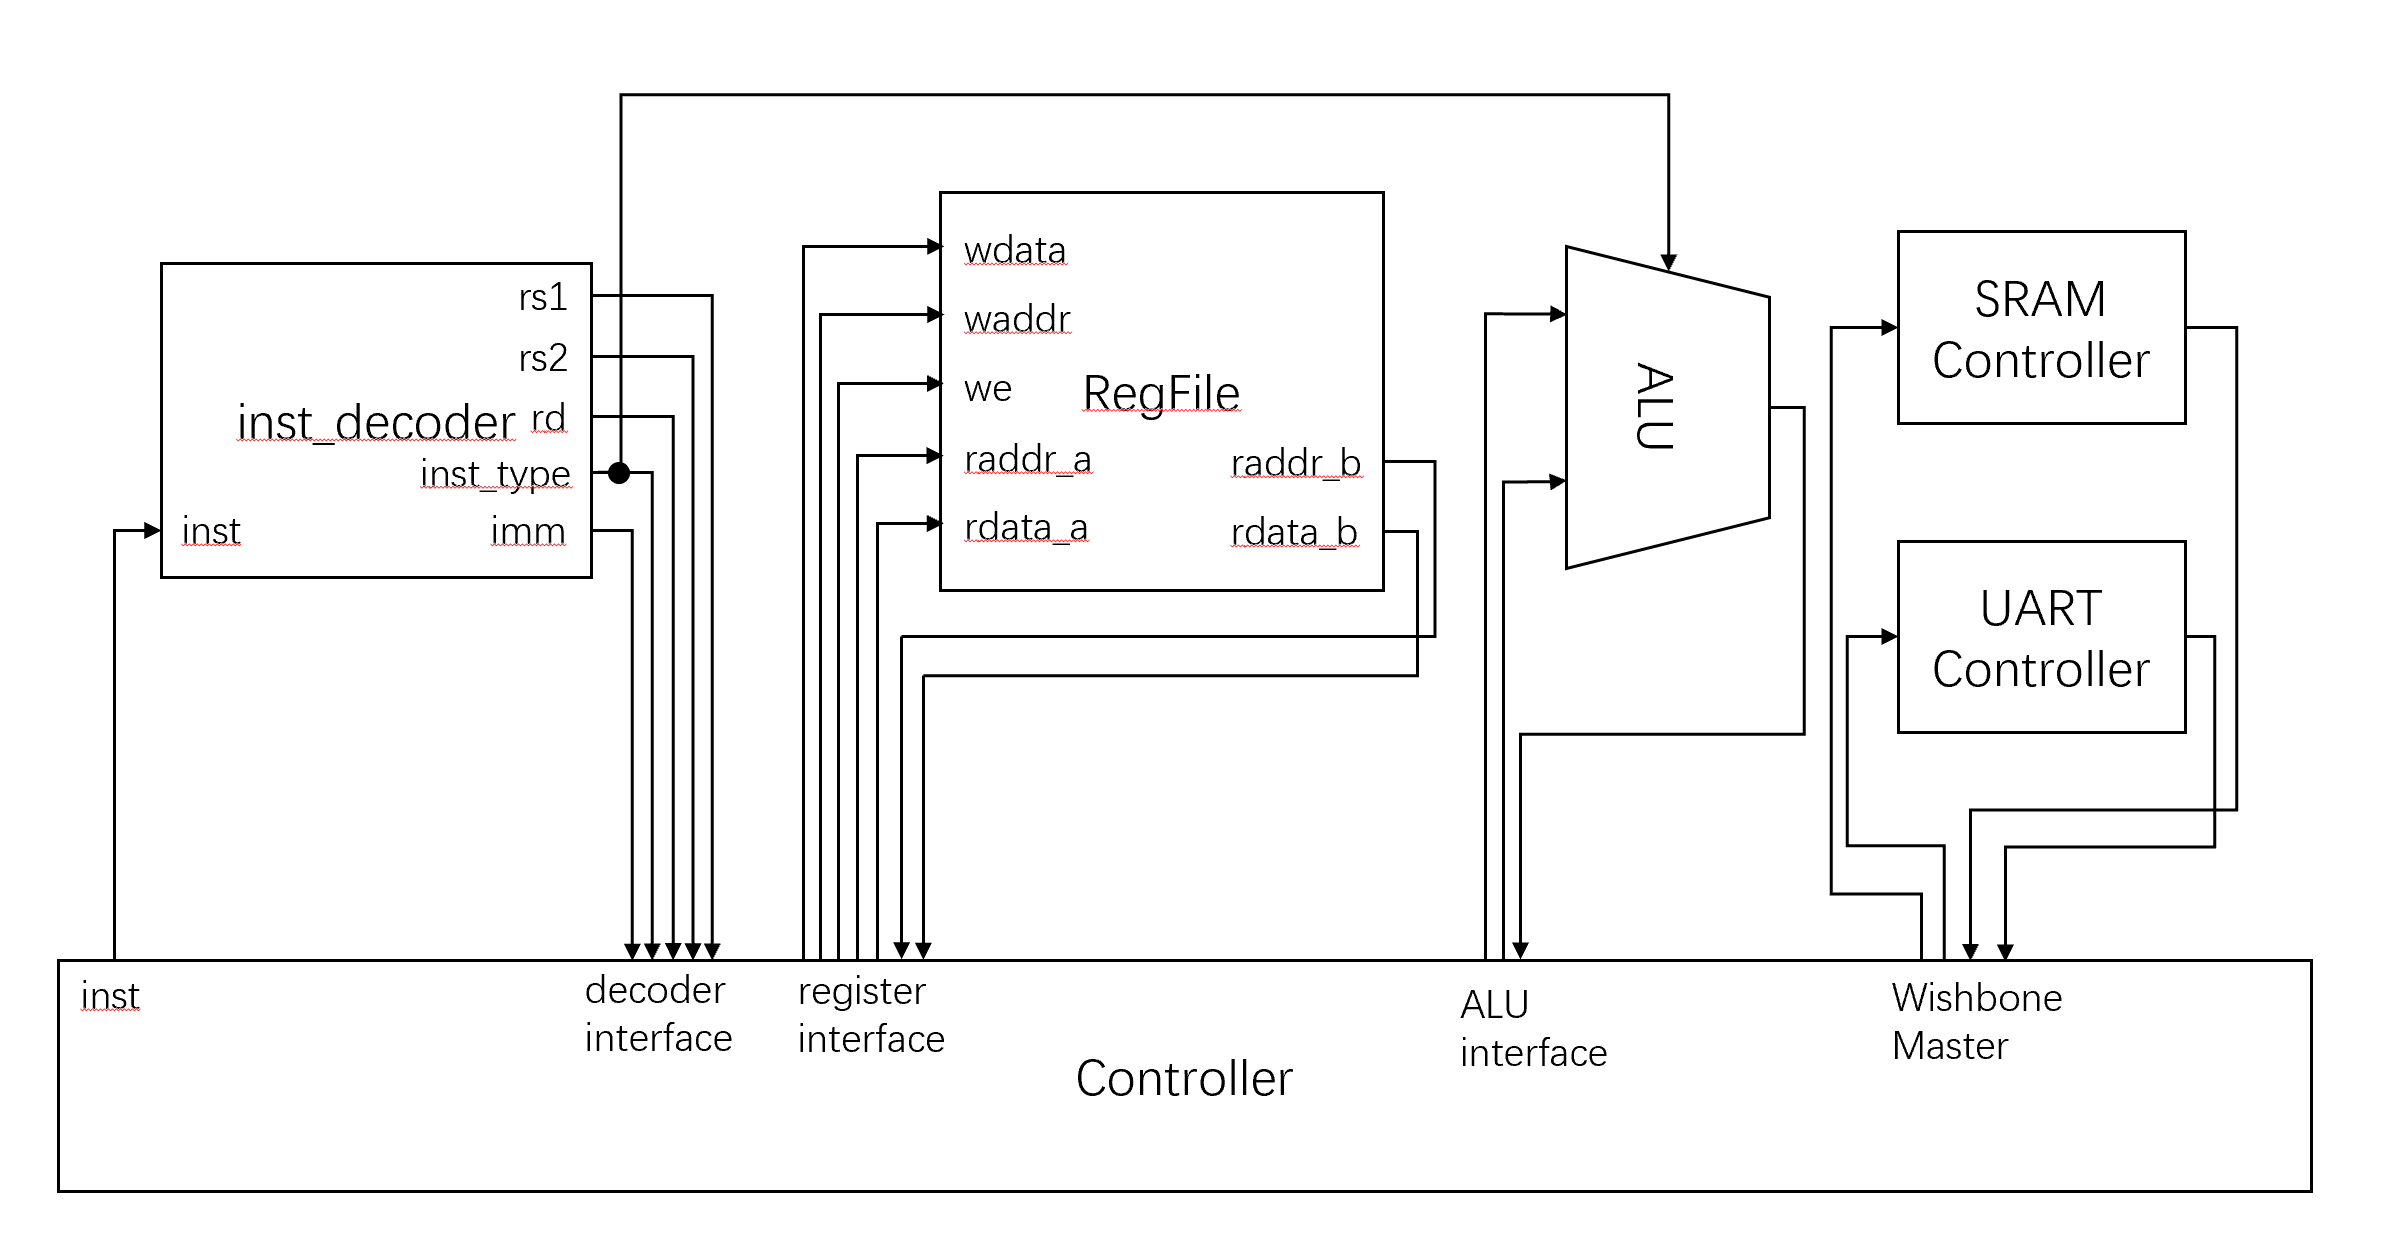 rs1
rs2
inst_decoder
rd
inst_type
inst
imm
wdata
waddr
we
RegFile
raddr_a
raddr_b
rdata_a
rdata_b
ALU
SRAM
Controller
UART
Controller
inst
decoder
interface
register
interface
Controller
ALU
interface
Wishbone
Master